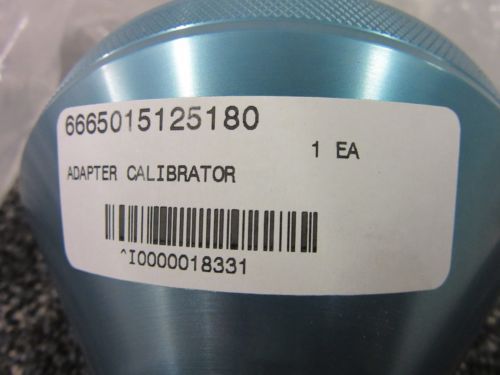 6665015125180
1 EA
ADAPTER CALIBRATOR
^I0000018331